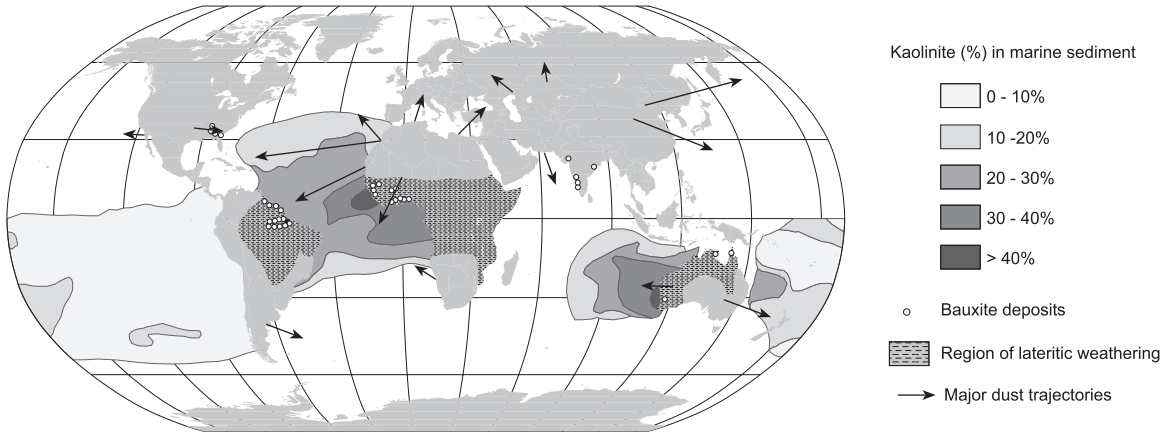 Kaolinite (%) in marine sediment
0 - 10%
10 -20%
20 - 30%
30 - 40%
> 40%
Bauxite deposits
Region of lateritic weathering
Major dust trajectories